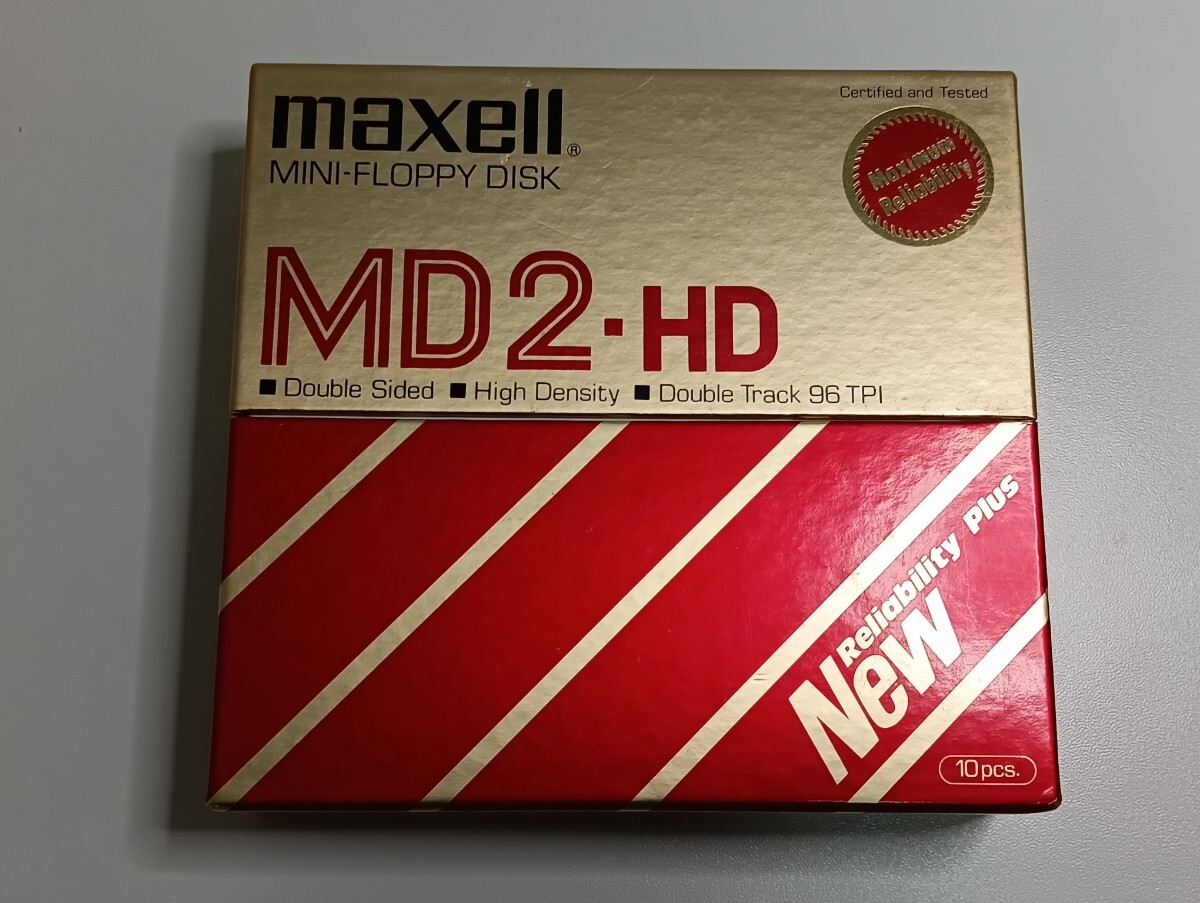 maxell®
MINI-FLOPPY DISK
Certified and Tested
Maximum
Reliability
MD2-HD
■ Double Sided ■ High Density ■ Double Track 96 TPI
Reliability Plus
New
10pcs.